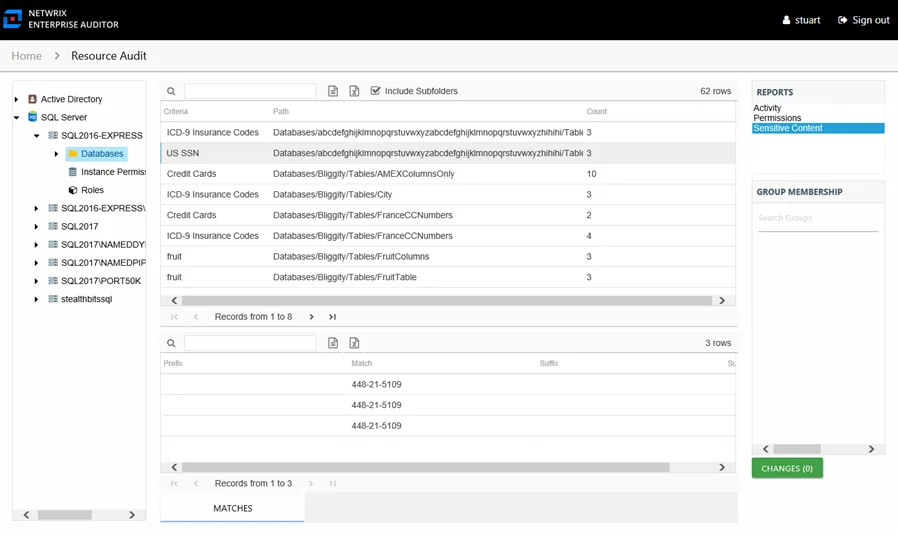 NETWRIX
ENTERPRISE AUDITOR
stuart
Sign out
Home > Resource Audit
Active Directory
SQL Server
SQL2016-EXPRESS
Databases
Instance Permis
Roles
SQL2016-EXPRESS\
SQL2017
SQL2017\NAMEDDY
SQL2017\NAMEDPIP
SQL2017\PORT50K
stealthbitssql
Include Subfolders
62 rows
Criteria Path Count
ICD-9 Insurance Codes Databases/abcdefghijklmnopqrstuvwxyzabcdefghijklmnopqrstuvwxyzhihihi/Table 3
US SSN Databases/abcdefghijklmnopqrstuvwxyzabcdefghijklmnopqrstuvwxyzhihihi/Table 3
Credit Cards Databases/Bliggity/Tables/AMEXColumnsOnly 10
ICD-9 Insurance Codes Databases/Bliggity/Tables/City 3
Credit Cards Databases/Bliggity/Tables/FranceCCNumbers 2
ICD-9 Insurance Codes Databases/Bliggity/Tables/FranceCCNumbers 4
fruit Databases/Bliggity/Tables/FruitColumns 3
fruit Databases/Bliggity/Tables/FruitTable 3
Records from 1 to 8
3 rows
Prefix Match Suffix Su
448-21-5109
448-21-5109
448-21-5109
Records from 1 to 3
MATCHES
REPORTS
Activity
Permissions
Sensitive Content
GROUP MEMBERSHIP
Search Groups
CHANGES (0)